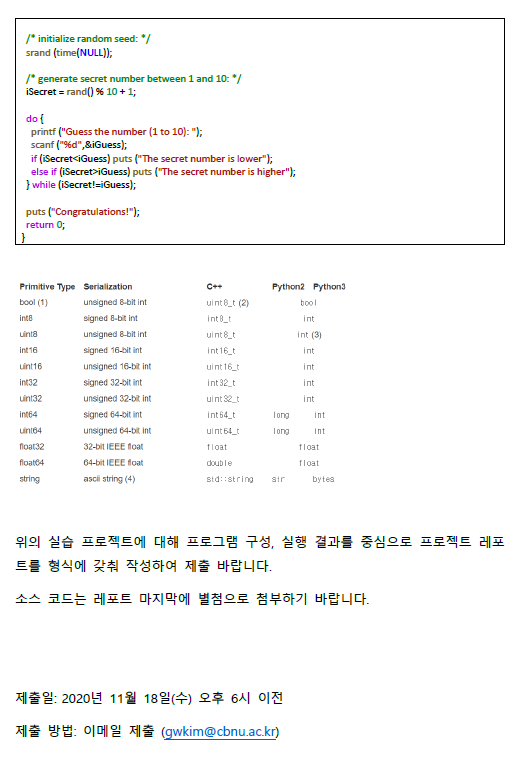 /* initialize random seed: */
srand (time(NULL));
/* generate secret number between 1 and 10: */
iSecret = rand() % 10 + 1;
do {
printf ("Guess the number (1 to 10): ");
scanf ("%d",&iGuess);
if (iSecret<iGuess) puts ("The secret number is lower");
else if (iSecret>iGuess) puts ("The secret number is higher");
} while (iSecret!=iGuess);
puts ("Congratulations!");
return 0;
}
Primitive Type Serialization C++ Python2 Python3
bool (1) unsigned 8-bit int uint8_t (2) bool
int8 signed 8-bit int int8_t int
uint8 unsigned 8-bit int uint8_t int (3)
int16 signed 16-bit int int16_t int
uint16 unsigned 16-bit int uint16_t int
int32 signed 32-bit int int32_t int
uint32 unsigned 32-bit int uint32_t int
int64 signed 64-bit int int64_t long int
uint64 unsigned 64-bit int uint64_t long int
float32 32-bit IEEE float float float
float64 64-bit IEEE float double float
string ascii string (4) std::string str bytes
위의 실습 프로젝트에 대해 프로그램 구성, 실행 결과를 중심으로 프로젝트 레포
트를 형식에 갖춰 작성하여 제출 바랍니다.
소스 코드는 레포트 마지막에 별첨으로 첨부하기 바랍니다.
제출일: 2020년 11월 18일(수) 오후 6시 이전
제출 방법: 이메일 제출 (gwkim@cbnu.ac.kr)